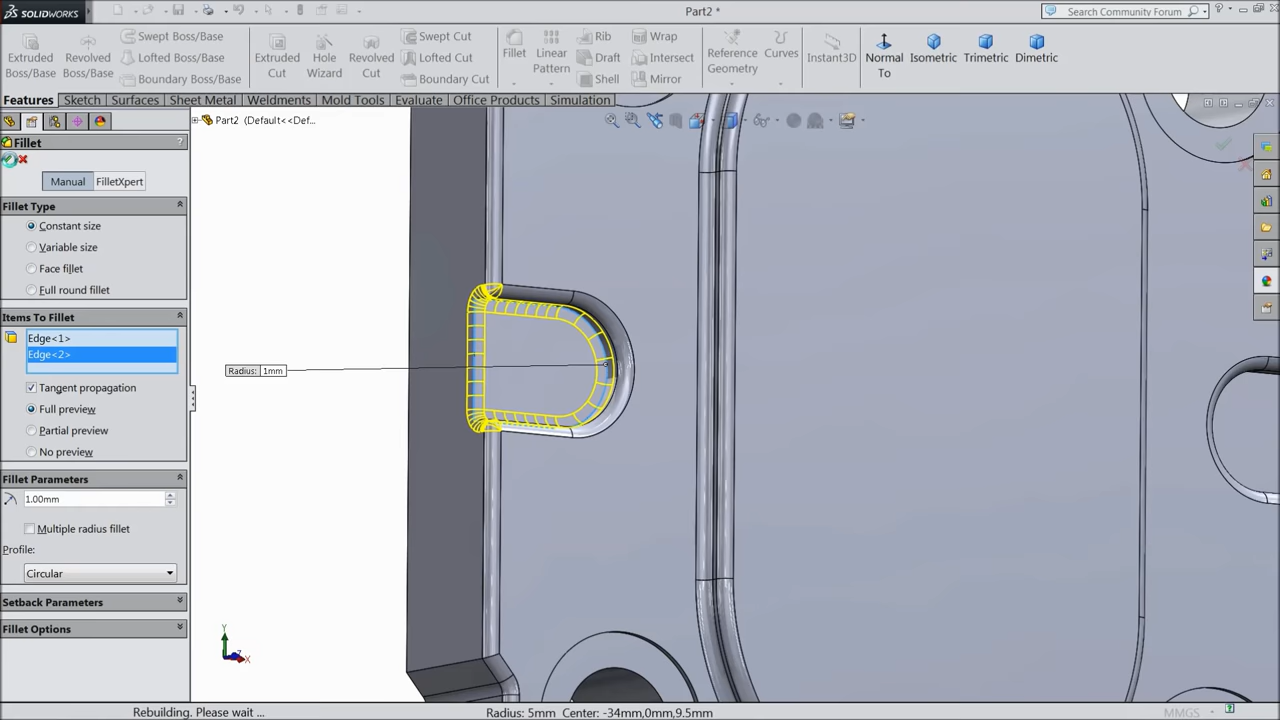 SOLIDWORKS
Part2 *
Search Community Forum
Extruded Boss/Base
Revolved Boss/Base
Swept Boss/Base
Lofted Boss/Base
Boundary Boss/Base
Extruded Cut
Hole Wizard
Revolved Cut
Swept Cut
Lofted Cut
Boundary Cut
Fillet
Linear Pattern
Rib
Draft
Shell
Wrap
Intersect
Mirror
Reference Geometry
Curves
Instant3D
Normal To
Isometric
Trimetric
Dimetric
Features
Sketch
Surfaces
Sheet Metal
Weldments
Mold Tools
Evaluate
Office Products
Simulation
Part2 (Default<<Def...
Fillet
?
Manual
FilletXpert
Fillet Type
Constant size
Variable size
Face fillet
Full round fillet
Items To Fillet
Edge<1>
Edge<2>
Tangent propagation
Full preview
Partial preview
No preview
Fillet Parameters
1.00mm
Multiple radius fillet
Profile:
Circular
Setback Parameters
Fillet Options
Radius: 1mm
Y
X
Rebuilding. Please wait ...
Radius: 5mm Center: -34mm,0mm,9.5mm
MMGS